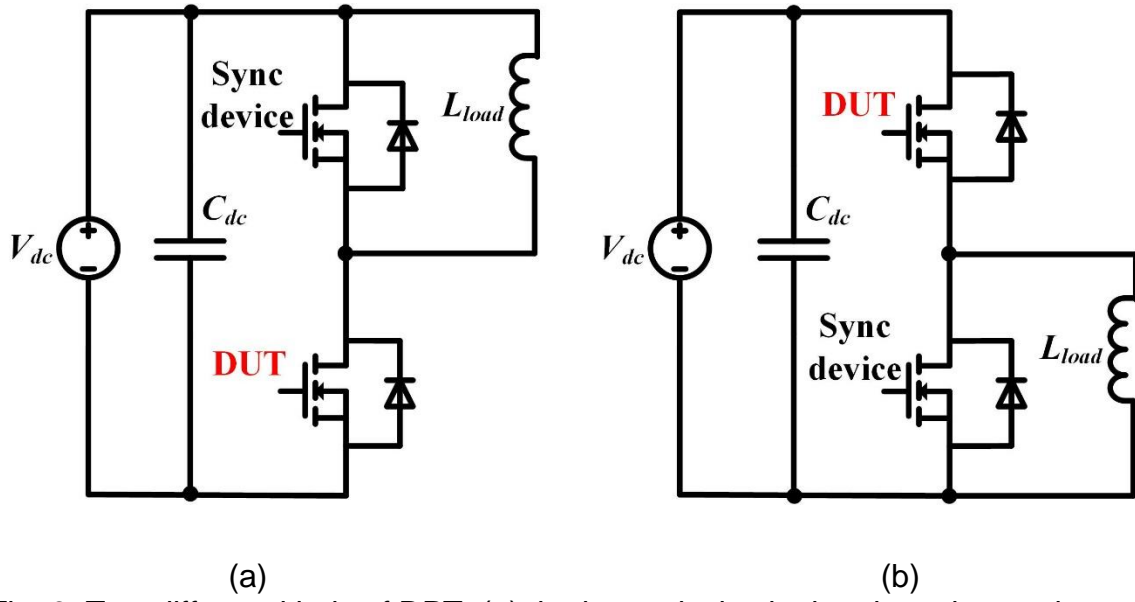 Sync
device
L_load
C_dc
V_dc
DUT
(a)
DUT
C_dc
V_dc
Sync
device
L_load
(b)